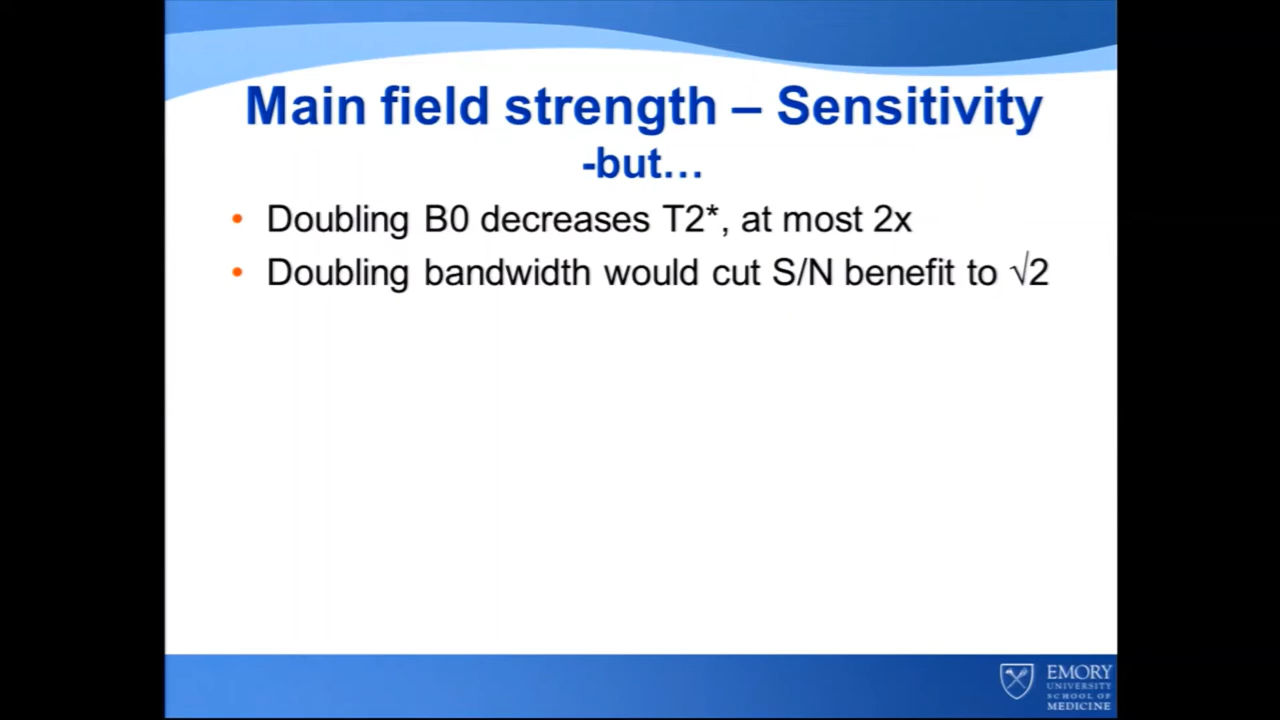 Main field strength – Sensitivity
-but…
• Doubling B0 decreases T2*, at most 2x
• Doubling bandwidth would cut S/N benefit to √2
EMORY
UNIVERSITY
SCHOOL OF
MEDICINE